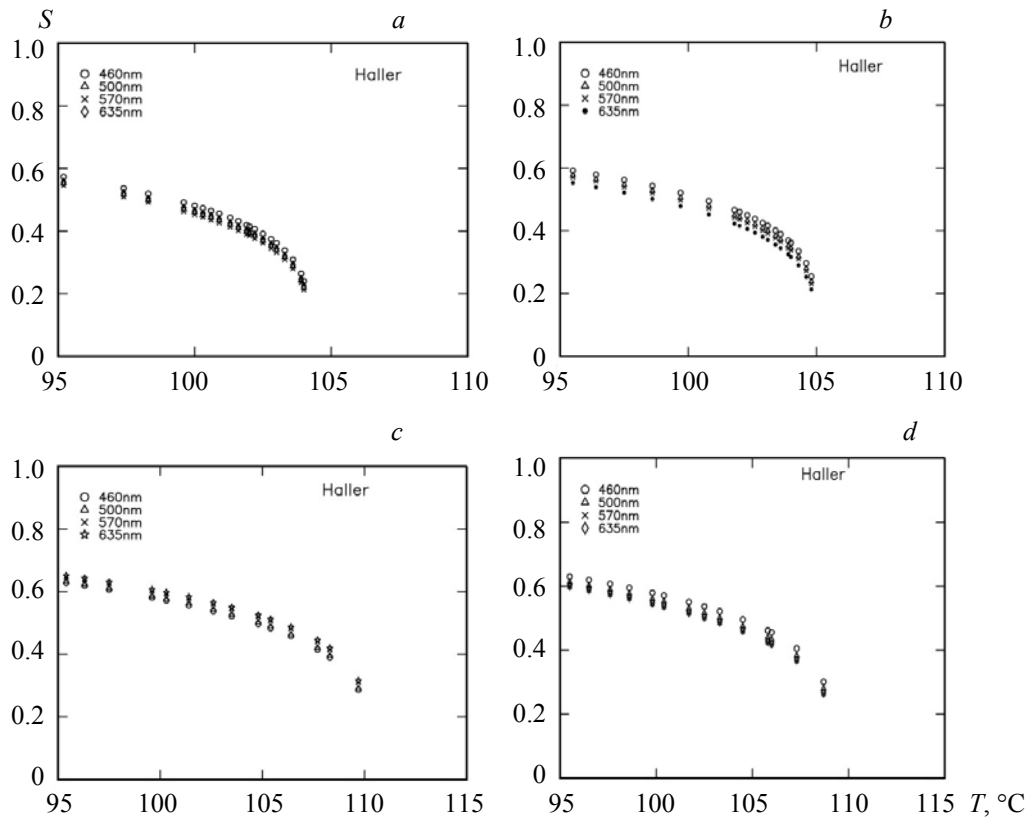 S a b
1.0 1.0
Haller Haller
○ 460nm ○ 460nm
△ 500nm △ 500nm
0.8 × 570nm 0.8 × 570nm
◇ 635nm • 635nm
0.6 0.6
0.4 0.4
0.2 0.2
0 0
95 100 105 110 95 100 105 110
c d
1.0 1.0
Haller Haller
○ 460nm ○ 460nm
△ 500nm △ 500nm
0.8 × 570nm 0.8 × 570nm
☆ 635nm ◇ 635nm
0.6 0.6
0.4 0.4
0.2 0.2
0 0
95 100 105 110 115 95 100 105 110 115 T, °C